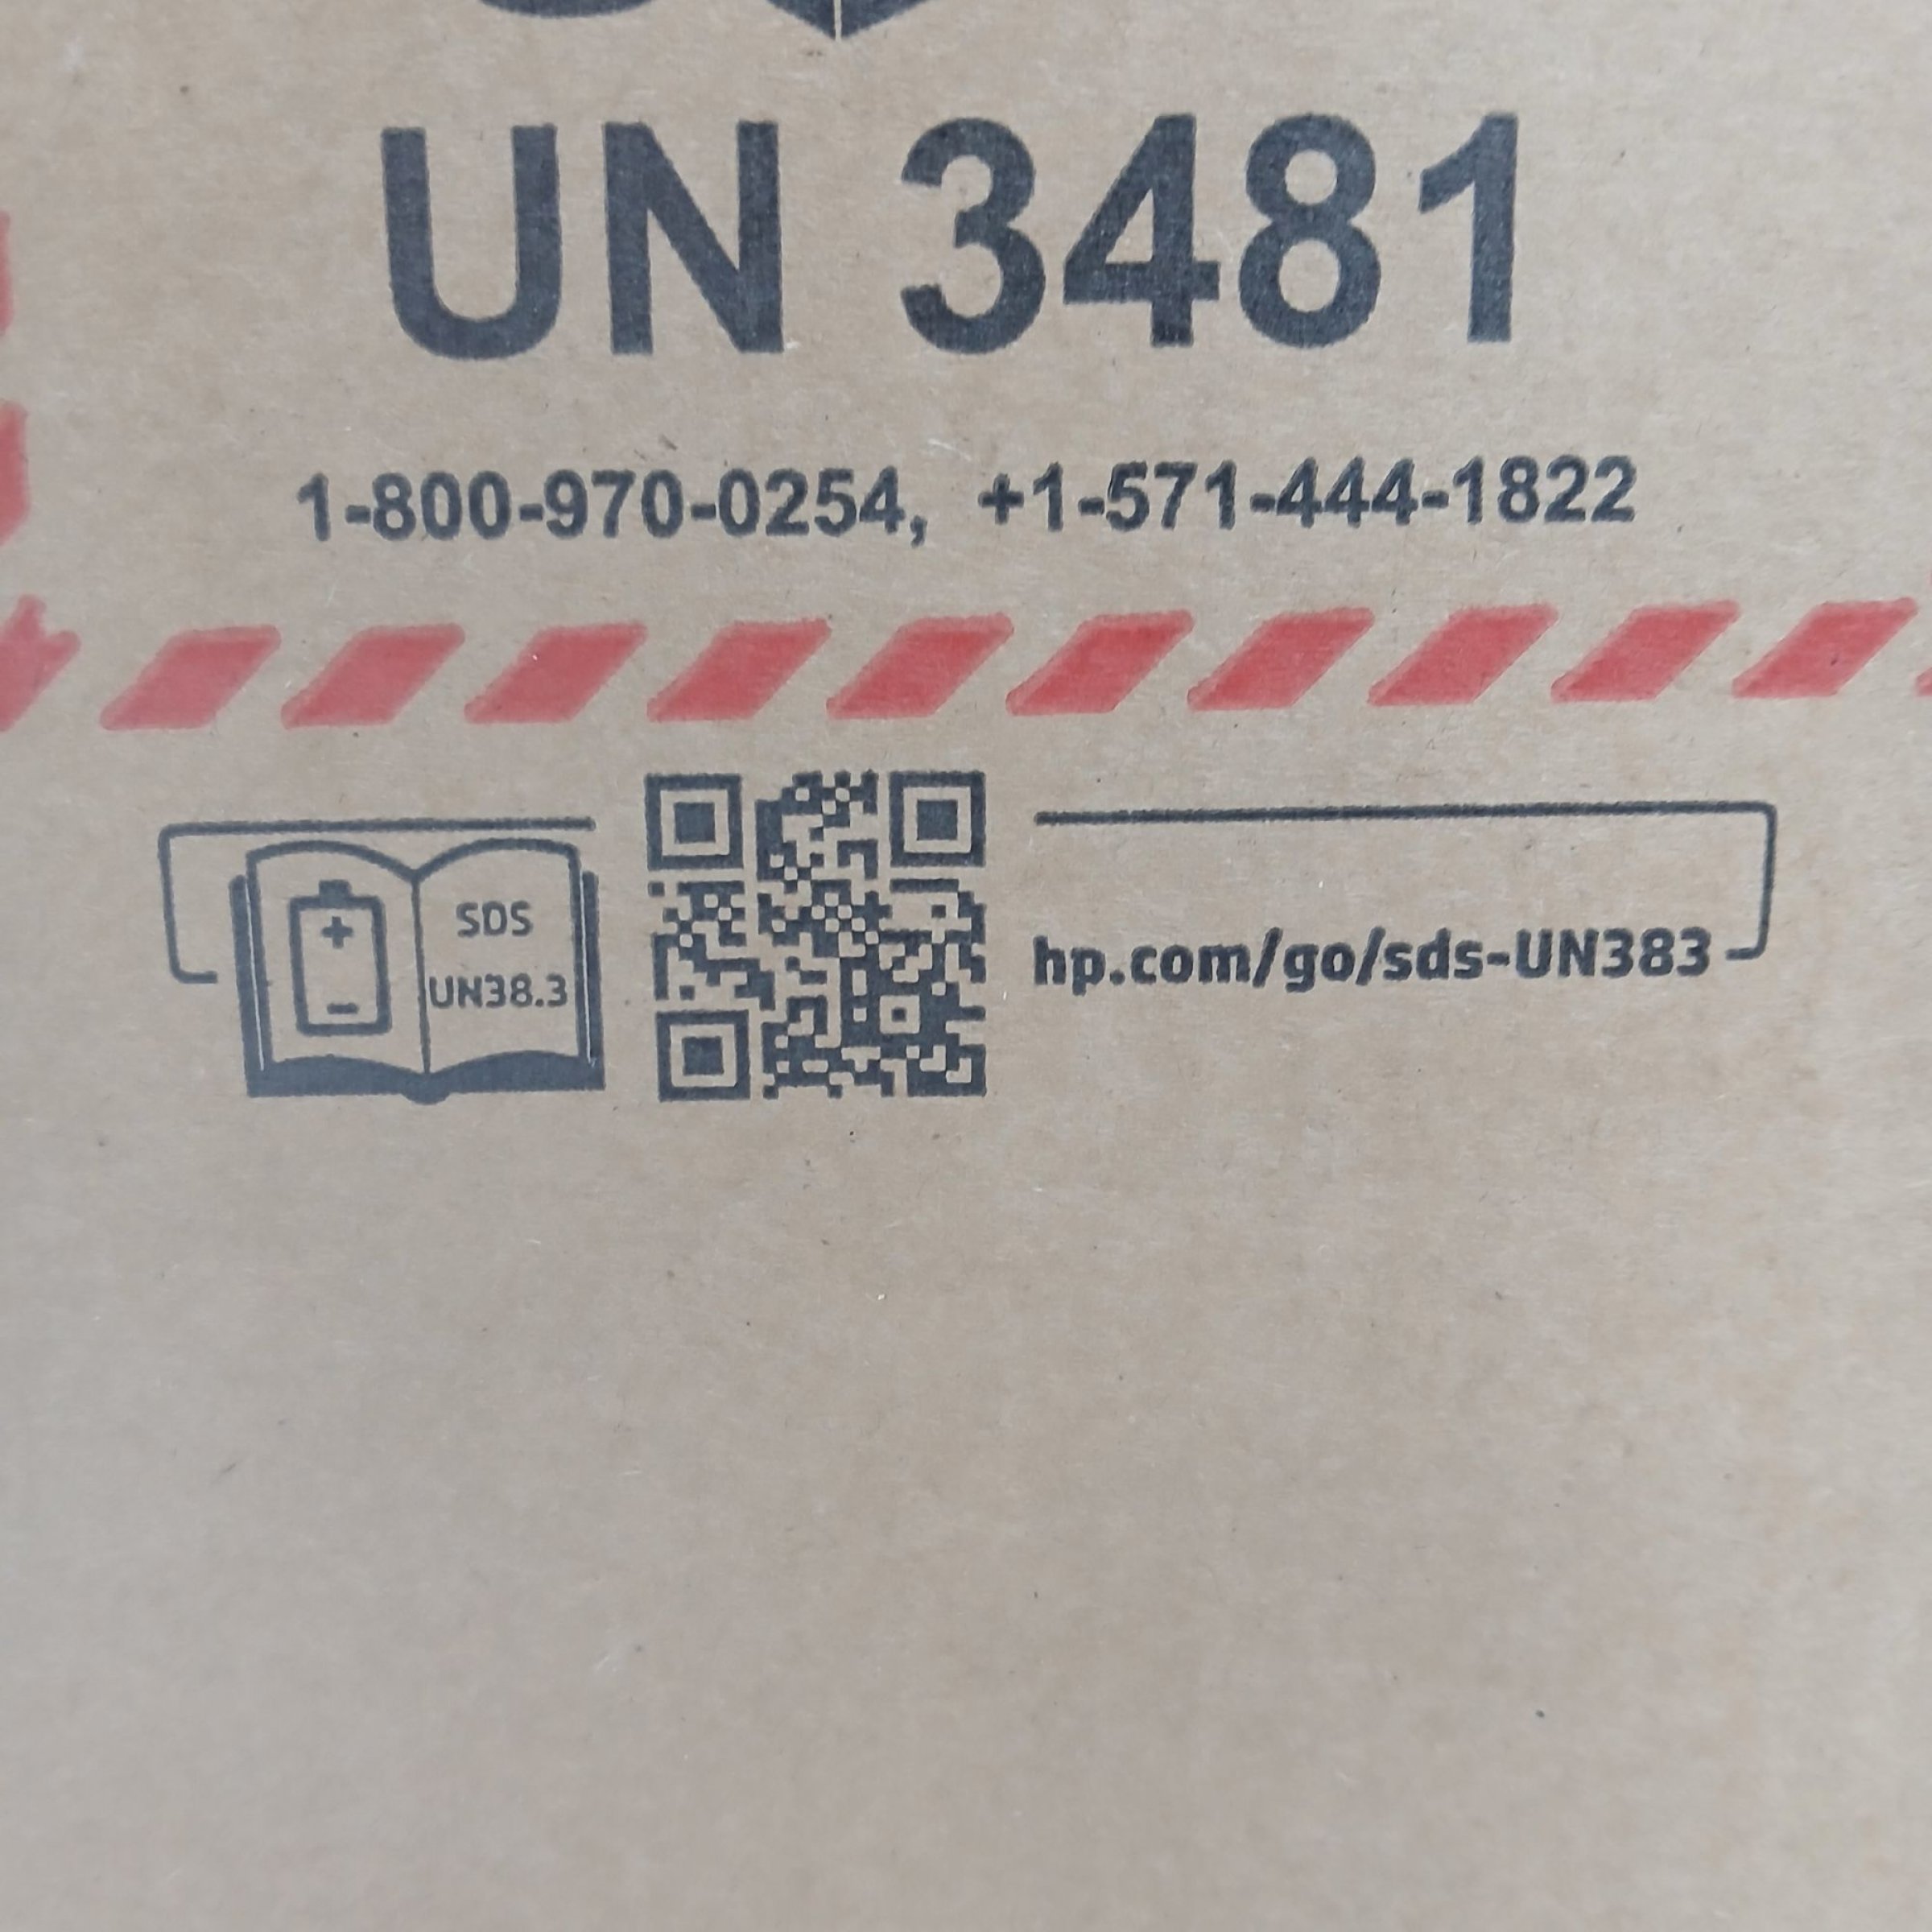 UN 3481
1-800-970-0254, +1-571-444-1822
SDS
UN38.3
hp.com/go/sds-UN383